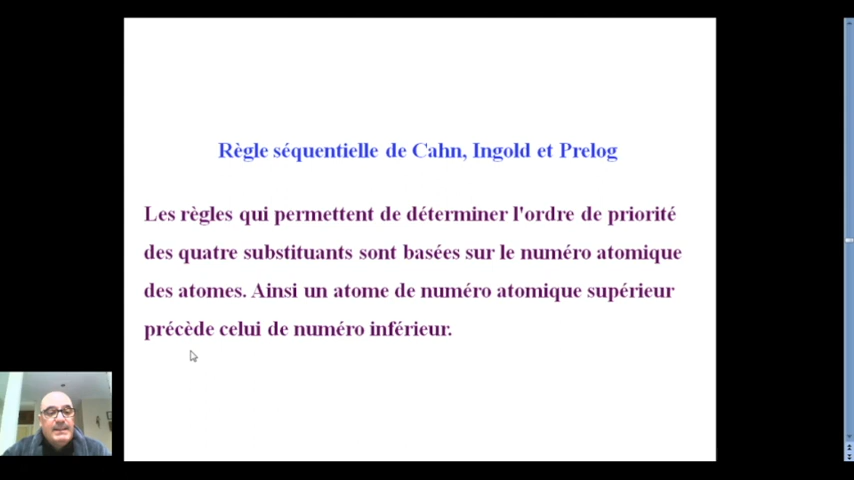 Règle séquentielle de Cahn, Ingold et Prelog
Les règles qui permettent de déterminer l'ordre de priorité
des quatre substituants sont basées sur le numéro atomique
des atomes. Ainsi un atome de numéro atomique supérieur
précède celui de numéro inférieur.